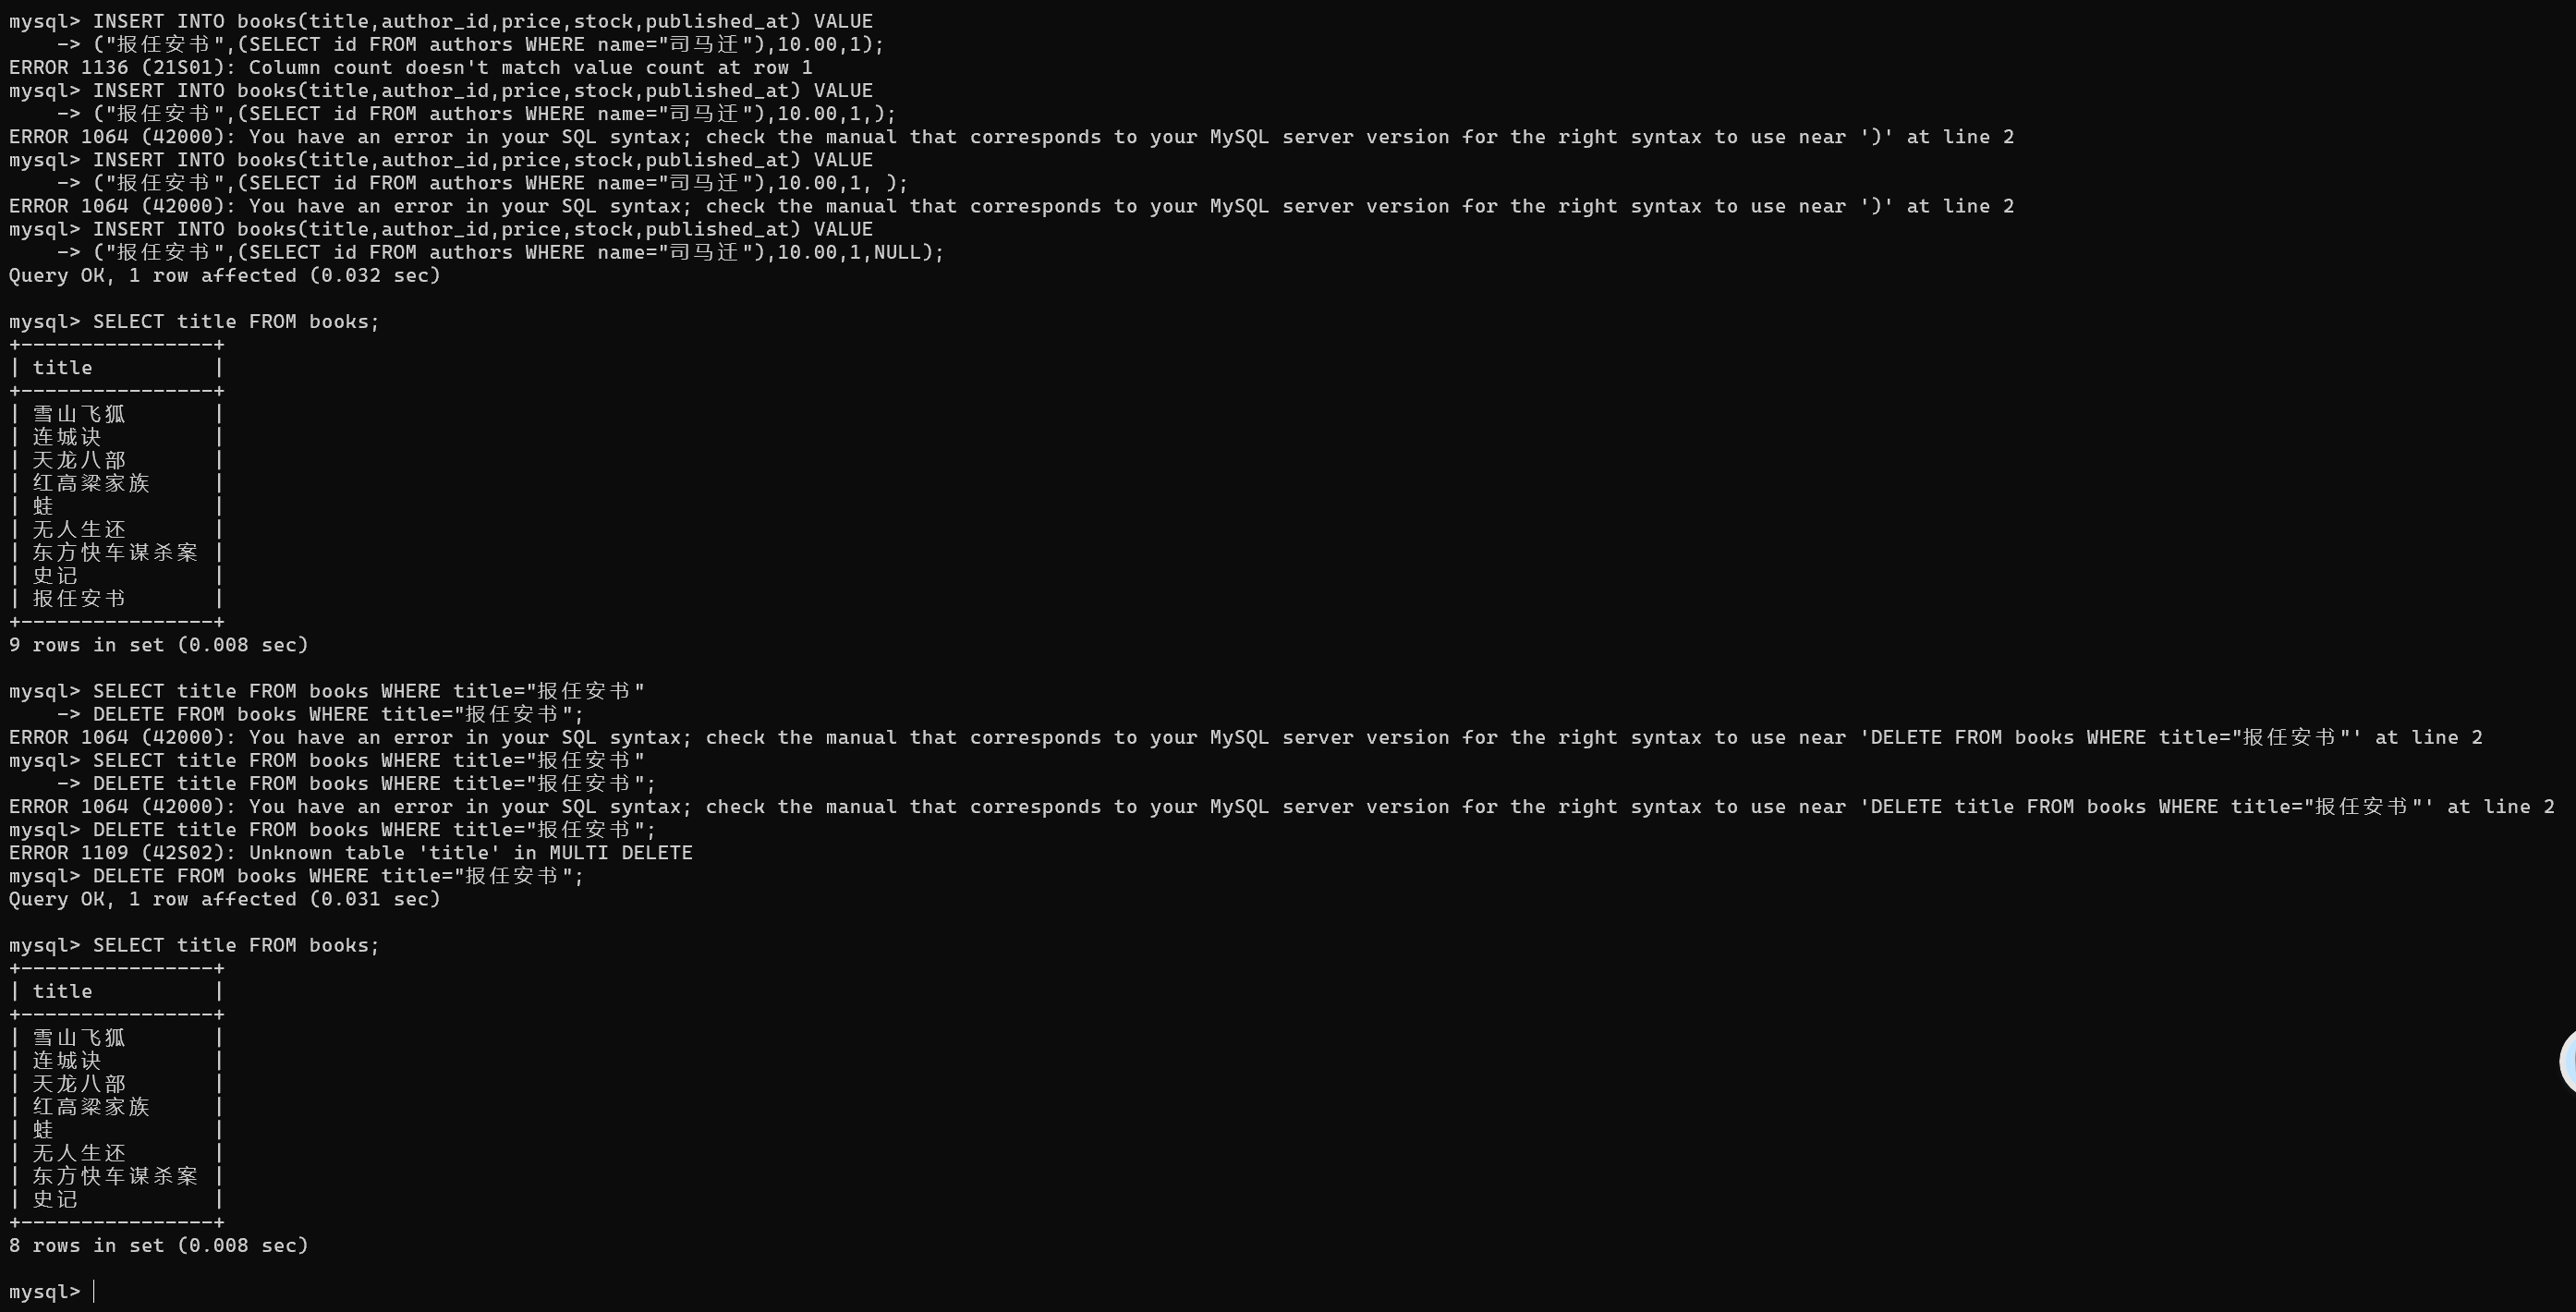 mysql> INSERT INTO books(title,author_id,price,stock,published_at) VALUE
    -> ("报任安书",(SELECT id FROM authors WHERE name="司马迁"),10.00,1);
ERROR 1136 (21S01): Column count doesn't match value count at row 1
mysql> INSERT INTO books(title,author_id,price,stock,published_at) VALUE
    -> ("报任安书",(SELECT id FROM authors WHERE name="司马迁"),10.00,1,);
ERROR 1064 (42000): You have an error in your SQL syntax; check the manual that corresponds to your MySQL server version for the right syntax to use near ')' at line 2
mysql> INSERT INTO books(title,author_id,price,stock,published_at) VALUE
    -> ("报任安书",(SELECT id FROM authors WHERE name="司马迁"),10.00,1, );
ERROR 1064 (42000): You have an error in your SQL syntax; check the manual that corresponds to your MySQL server version for the right syntax to use near ')' at line 2
mysql> INSERT INTO books(title,author_id,price,stock,published_at) VALUE
    -> ("报任安书",(SELECT id FROM authors WHERE name="司马迁"),10.00,1,NULL);
Query OK, 1 row affected (0.032 sec)

mysql> SELECT title FROM books;
+----------------+
| title          |
+----------------+
| 雪山飞狐       |
| 连城诀         |
| 天龙八部       |
| 红高粱家族     |
| 蛙             |
| 无人生还       |
| 东方快车谋杀案 |
| 史记           |
| 报任安书       |
+----------------+
9 rows in set (0.008 sec)

mysql> SELECT title FROM books WHERE title="报任安书"
    -> DELETE FROM books WHERE title="报任安书";
ERROR 1064 (42000): You have an error in your SQL syntax; check the manual that corresponds to your MySQL server version for the right syntax to use near 'DELETE FROM books WHERE title="报任安书"' at line 2
mysql> SELECT title FROM books WHERE title="报任安书"
    -> DELETE title FROM books WHERE title="报任安书";
ERROR 1064 (42000): You have an error in your SQL syntax; check the manual that corresponds to your MySQL server version for the right syntax to use near 'DELETE title FROM books WHERE title="报任安书"' at line 2
mysql> DELETE title FROM books WHERE title="报任安书";
ERROR 1109 (42S02): Unknown table 'title' in MULTI DELETE
mysql> DELETE FROM books WHERE title="报任安书";
Query OK, 1 row affected (0.031 sec)

mysql> SELECT title FROM books;
+----------------+
| title          |
+----------------+
| 雪山飞狐       |
| 连城诀         |
| 天龙八部       |
| 红高粱家族     |
| 蛙             |
| 无人生还       |
| 东方快车谋杀案 |
| 史记           |
+----------------+
8 rows in set (0.008 sec)

mysql>